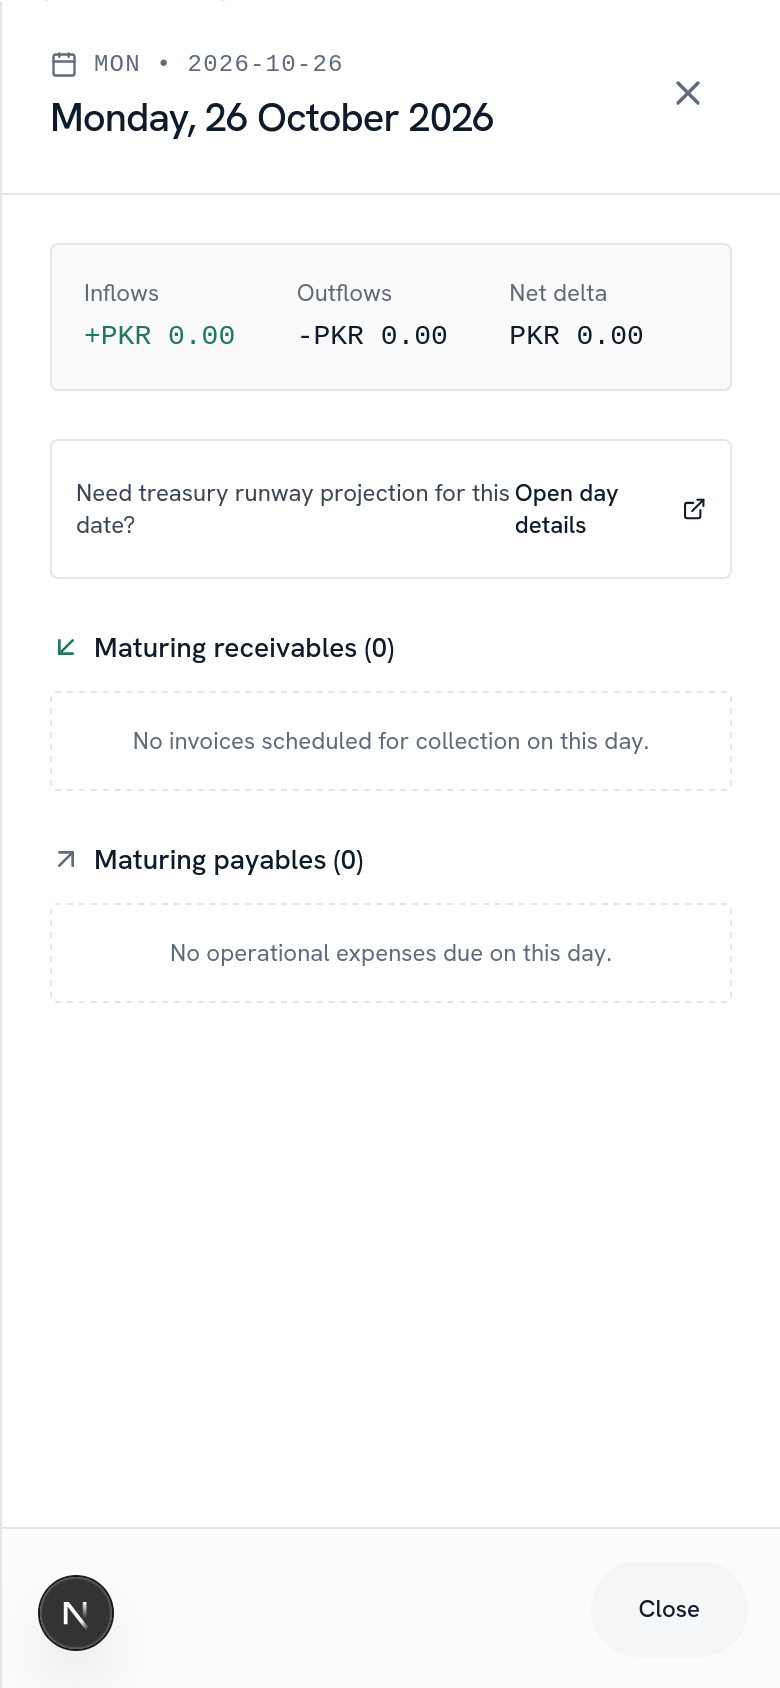 MON • 2026-10-26
Monday, 26 October 2026
Inflows
Outflows
Net delta
+PKR 0.00
-PKR 0.00
PKR 0.00
Need treasury runway projection for this
date?
Open day
details
Maturing receivables (0)
No invoices scheduled for collection on this day.
Maturing payables (0)
No operational expenses due on this day.
N
Close